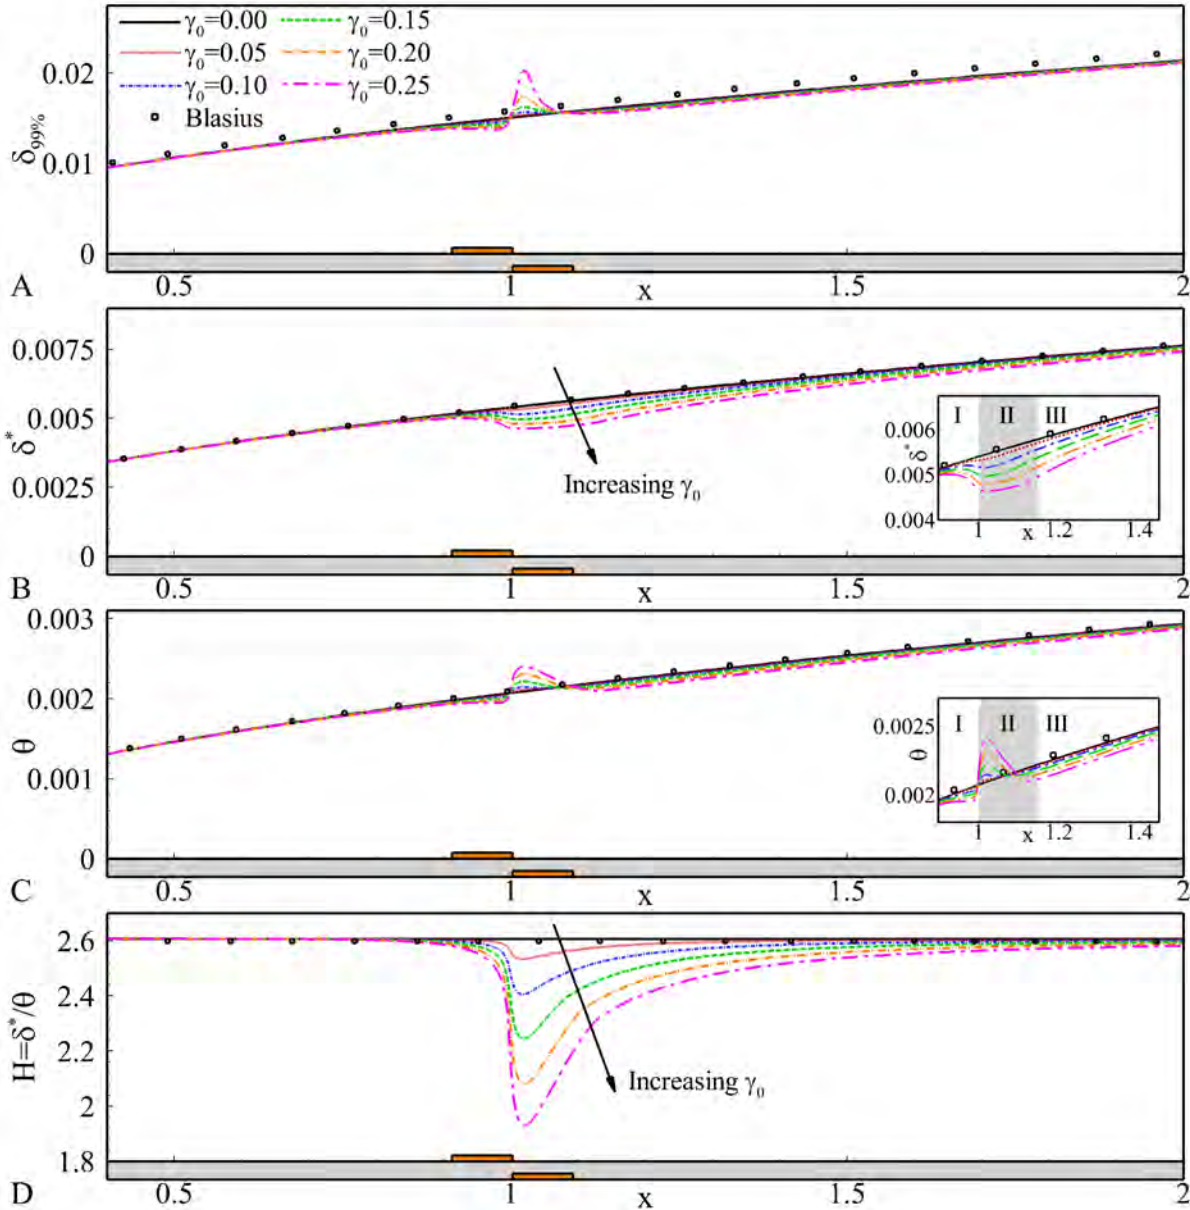 γ₀=0.00 γ₀=0.15
γ₀=0.05 γ₀=0.20
γ₀=0.10 γ₀=0.25
Blasius
δ99%
0.02
0.01
0
A 0.5 1 x 1.5 2
δ*
0.0075
0.005
0.0025
0
Increasing γ₀
I II III
δ*
0.006
0.005
0.004
1 x 1.2 1.4
B 0.5 1 x 1.5 2
θ
0.003
0.002
0.001
0
I II III
θ
0.0025
0.002
1 x 1.2 1.4
C 0.5 1 x 1.5 2
H=δ*/θ
2.6
2.4
2.2
2
1.8
Increasing γ₀
D 0.5 1 x 1.5 2